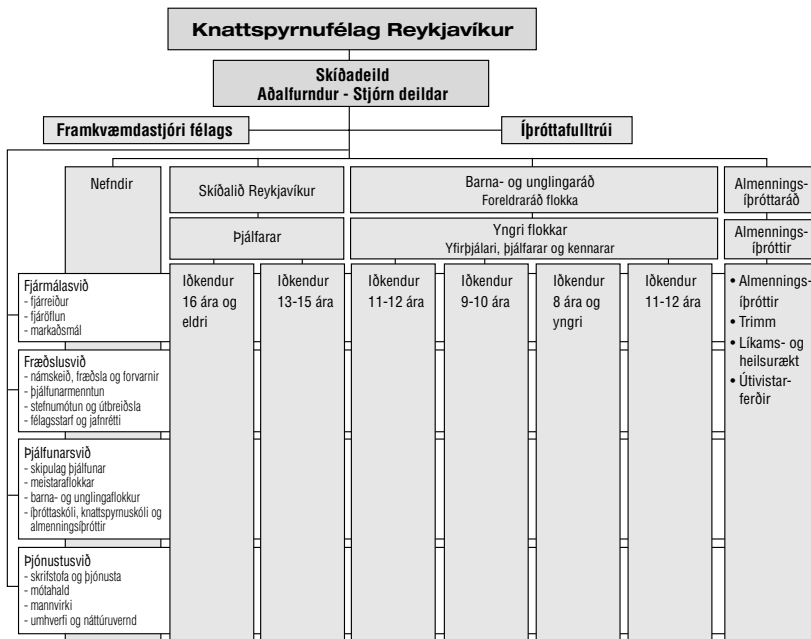 Knattspyrnufélag Reykjavíkur
Skíðadeild
Aðalfurndur - Stjórn deildar
Framkvæmdastjóri félags
Íþróttafulltrúi
Nefndir
Skíðalið Reykjavíkur
Barna- og unglingaráð
Foreldraráð flokka
Almennings-
íþróttaráð
Þjálfarar
Yngri flokkar
Yfirþjálari, þjálfarar og kennarar
Almennings-
íþróttir
Iðkendur
16 ára og
eldri
Iðkendur
13-15 ára
Iðkendur
11-12 ára
Iðkendur
9-10 ára
Iðkendur
8 ára og
yngri
Iðkendur
11-12 ára
• Almennings-
íþróttir
• Trimm
• Líkams- og
heilsurækt
• Útivistar-
ferðir
Fjármálasvið
- fjárreiður
- fjáröflun
- markaðsmál
Fræðslusvið
- námskeið, fræðsla og forvarnir
- þjálfunarmenntun
- stefnumótun og útbreiðsla
- félagsstarf og jafnrétti
Þjálfunarsvið
- skipulag þjálfunar
- meistaraflokkar
- barna- og unglingaflokkur
- íþróttaskóli, knattspyrnuskóli og
almenningsíþróttir
Þjónustusvið
- skrifstofa og þjónusta
- mótahald
- mannvirki
- umhverfi og náttúruvernd